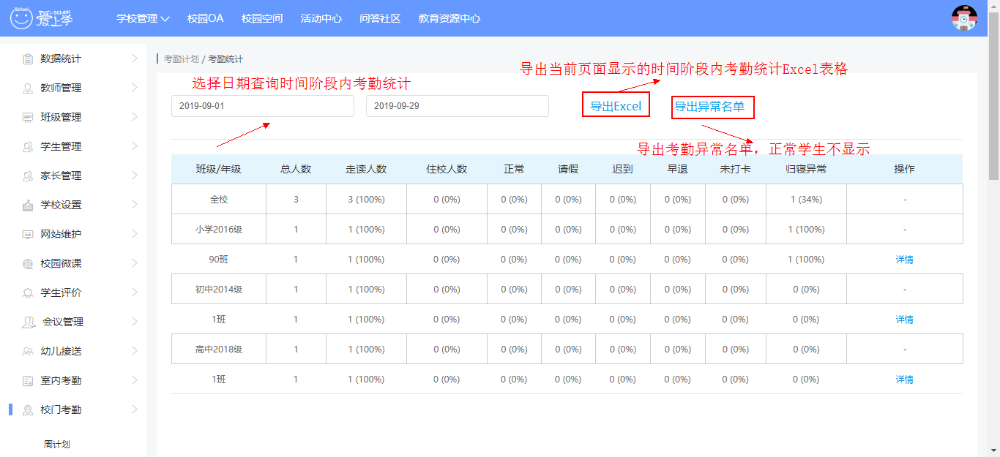 iSchool i-SCHOOL 爱上学 学校管理 校园OA 校园空间 活动中心 问答社区 教育资源中心
数据统计
教师管理
班级管理
学生管理
家长管理
学校设置
网站维护
校园微课
学生评价
会议管理
幼儿接送
室内考勤
校门考勤
周计划
考勤计划 / 考勤统计
导出当前页面显示的时间阶段内考勤统计Excel表格
选择日期查询时间阶段内考勤统计
2019-09-01 2019-09-29 导出Excel 导出异常名单
导出考勤异常名单，正常学生不显示
班级/年级 总人数 走读人数 住校人数 正常 请假 迟到 早退 未打卡 归寝异常 操作
全校 3 3 (100%) 0 (0%) 0 (0%) 0 (0%) 0 (0%) 0 (0%) 0 (0%) 1 (34%) -
小学2016级 1 1 (100%) 0 (0%) 0 (0%) 0 (0%) 0 (0%) 0 (0%) 0 (0%) 1 (100%) -
90班 1 1 (100%) 0 (0%) 0 (0%) 0 (0%) 0 (0%) 0 (0%) 0 (0%) 1 (100%) 详情
初中2014级 1 1 (100%) 0 (0%) 0 (0%) 0 (0%) 0 (0%) 0 (0%) 0 (0%) 0 (0%) -
1班 1 1 (100%) 0 (0%) 0 (0%) 0 (0%) 0 (0%) 0 (0%) 0 (0%) 0 (0%) 详情
高中2018级 1 1 (100%) 0 (0%) 0 (0%) 0 (0%) 0 (0%) 0 (0%) 0 (0%) 0 (0%) -
1班 1 1 (100%) 0 (0%) 0 (0%) 0 (0%) 0 (0%) 0 (0%) 0 (0%) 0 (0%) 详情